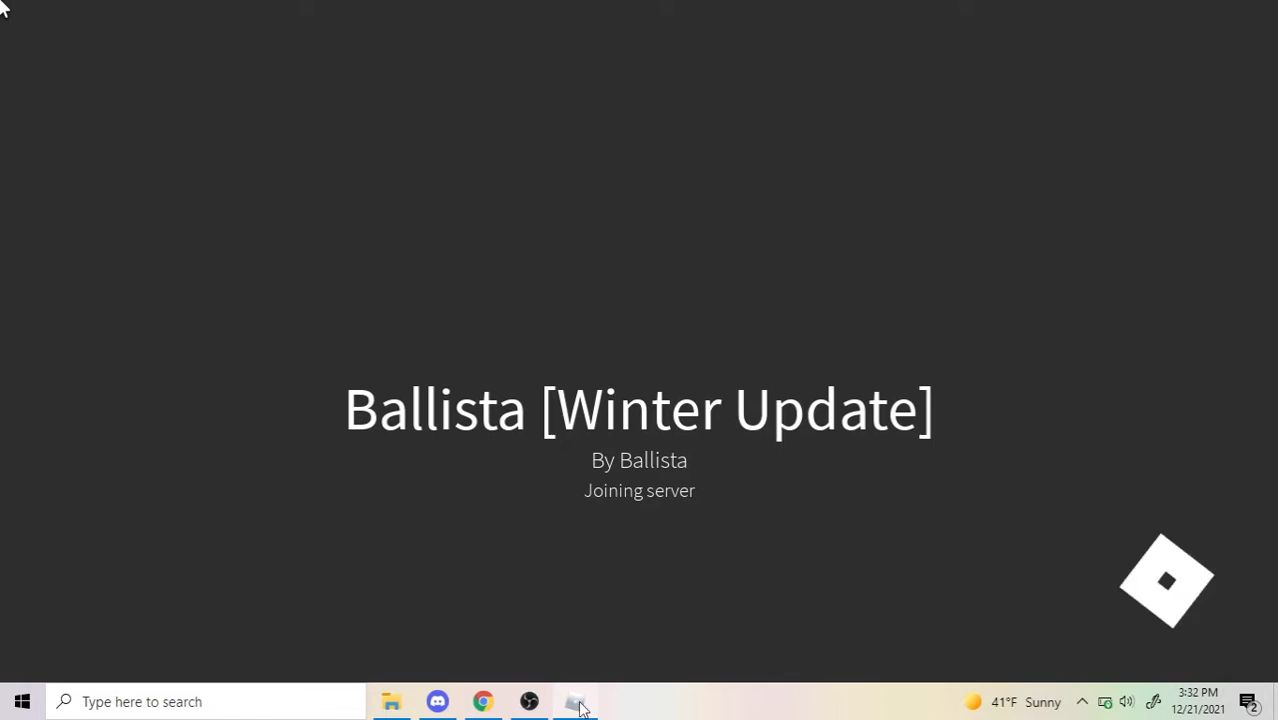 Ballista [Winter Update]
By Ballista
Joining server
Type here to search
41°F Sunny
3:32 PM
12/21/2021
2